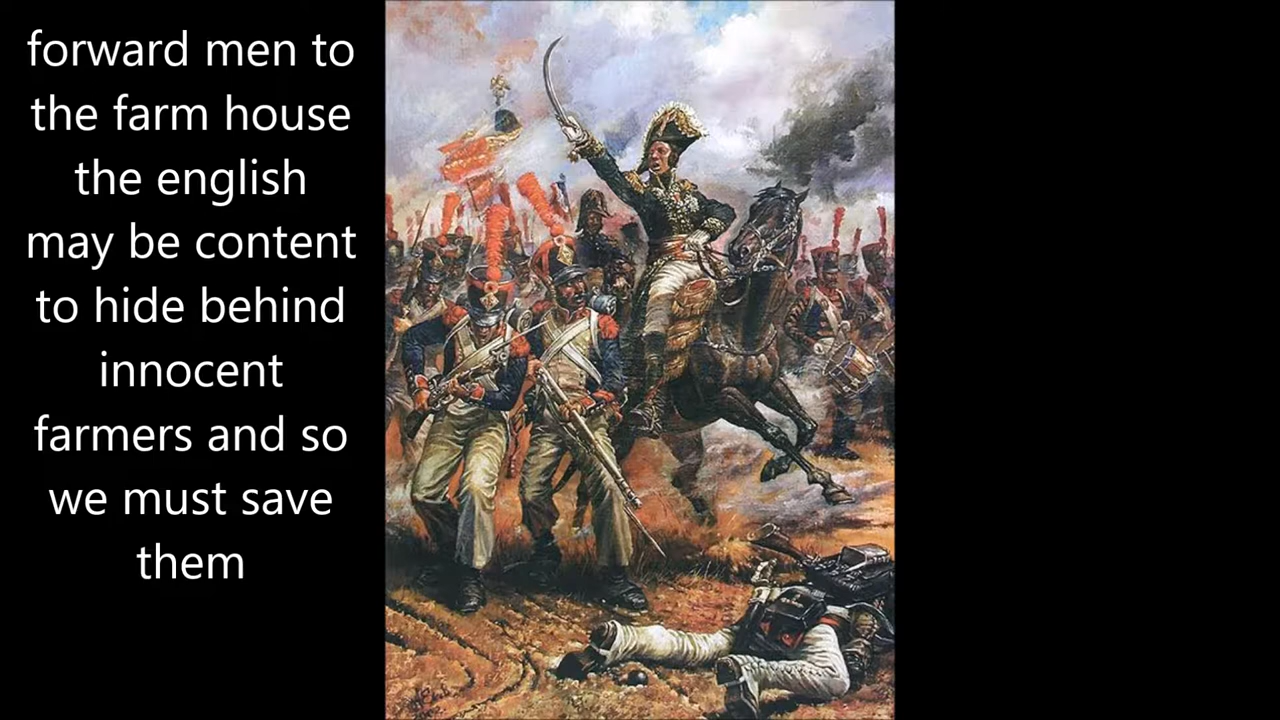 forward men to
the farm house
the english
may be content
to hide behind
innocent
farmers and so
we must save
them